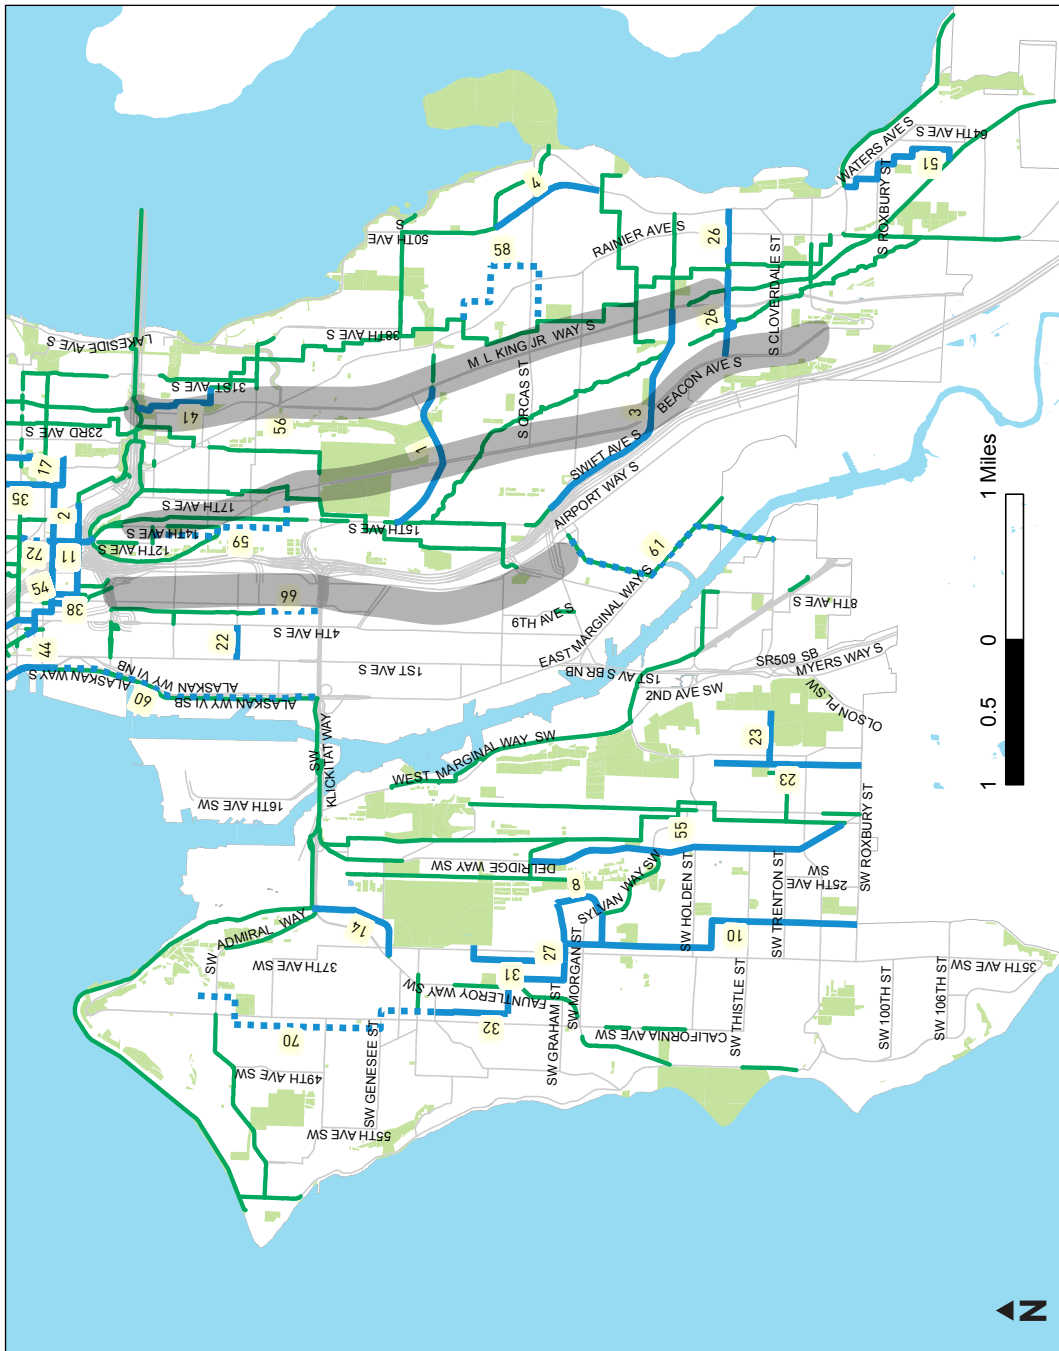 35
17
2
72
11
54
38
44
23RD AVE S
LAKESIDE AVE S
31ST AVE S
41
38TH AVE S
56
17TH AVE S
14TH AVE S
12TH AVE S
59
15TH AVE S
66
4TH AVE S
22
1ST AVE S
ALASKAN WAY S
ALASKAN WY VI NB
ALASKAN WY VI SB
ALASKAN
60
50TH AVE
S
4
58
RAINIER AVE S
M L KING JR WAY S
S ORCAS ST
1
3
SWIFT AVE S
BEACON AVE S
AIRPORT WAY S
26
26
S CLOVERDALE ST
WATERS AVE S
64TH AVE S
51
S ROXBURY ST
61
6TH AVE S
EAST MARGINAL WAY S
8TH AVE S
1ST AV S BR NB
SR509 SB
MYERS WAY S
2ND AVE SW
OLSON PL SW
23
23
SW
KLICKITAT WAY
16TH AVE SW
WEST MARGINAL WAY SW
DELRIDGE WAY SW
55
8
SYLVAN WAY SW
SW HOLDEN ST
SW TRENTON ST
25TH AVE
SW
SW ROXBURY ST
SW
ADMIRAL WAY
14
37TH AVE SW
27
31
32
FAUNTLEROY WAY SW
SW MORGAN ST
SW GRAHAM ST
10
CALIFORNIA AVE SW
SW THISTLE ST
SW 100TH ST
SW 106TH ST
35TH AVE SW
70
49TH AVE SW
SW GENESEE ST
55TH AVE SW
1
0.5
0
1 Miles
N